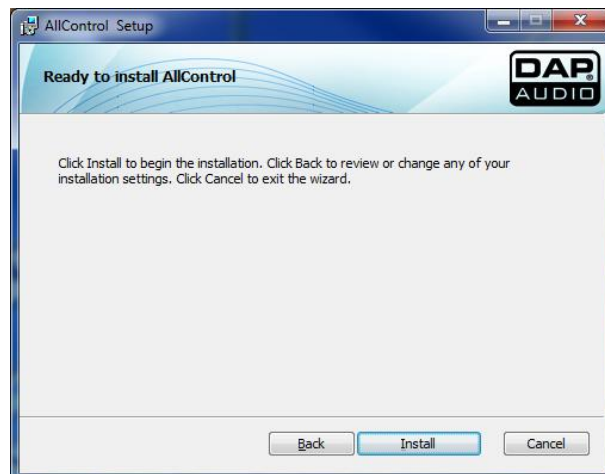 AllControl Setup
Ready to install AllControl
DAP®
AUDIO
Click Install to begin the installation. Click Back to review or change any of your
installation settings. Click Cancel to exit the wizard.
Back
Install
Cancel